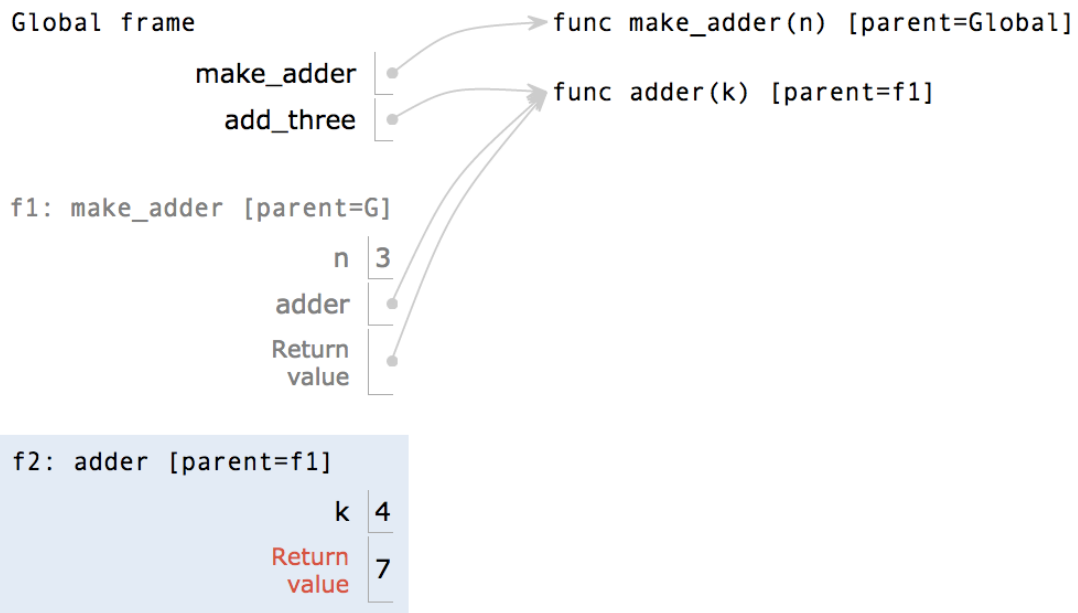 Global frame
make_adder
add_three
func make_adder(n) [parent=Global]
func adder(k) [parent=f1]
f1: make_adder [parent=G]
n 3
adder
Return
value
f2: adder [parent=f1]
k 4
Return
value 7